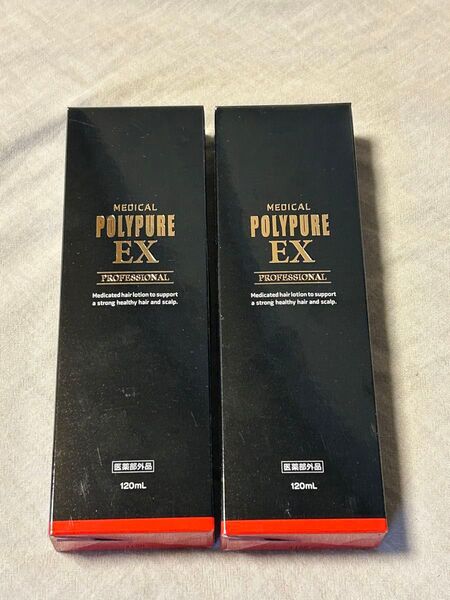 MEDICAL
POLYPURE
EX
PROFESSIONAL
Medicated hair lotion to support
a strong healthy hair and scalp.
医薬部外品
120mL
MEDICAL
POLYPURE
EX
PROFESSIONAL
Medicated hair lotion to support
a strong healthy hair and scalp.
医薬部外品
120mL